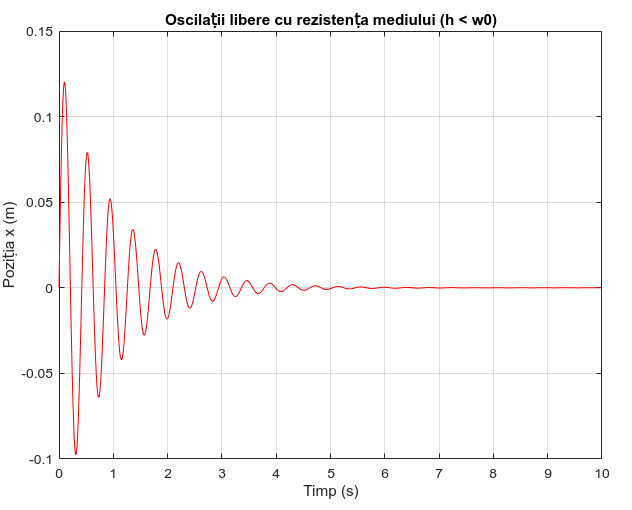 Oscilații libere cu rezistența mediului (h < w0)
0.15
0.1
0.05
0
-0.05
-0.1
Poziția x (m)
0 1 2 3 4 5 6 7 8 9 10
Timp (s)